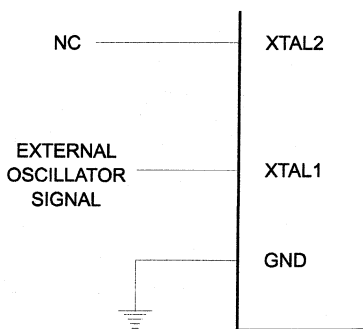 NC XTAL2
EXTERNAL
OSCILLATOR
SIGNAL
XTAL1
GND